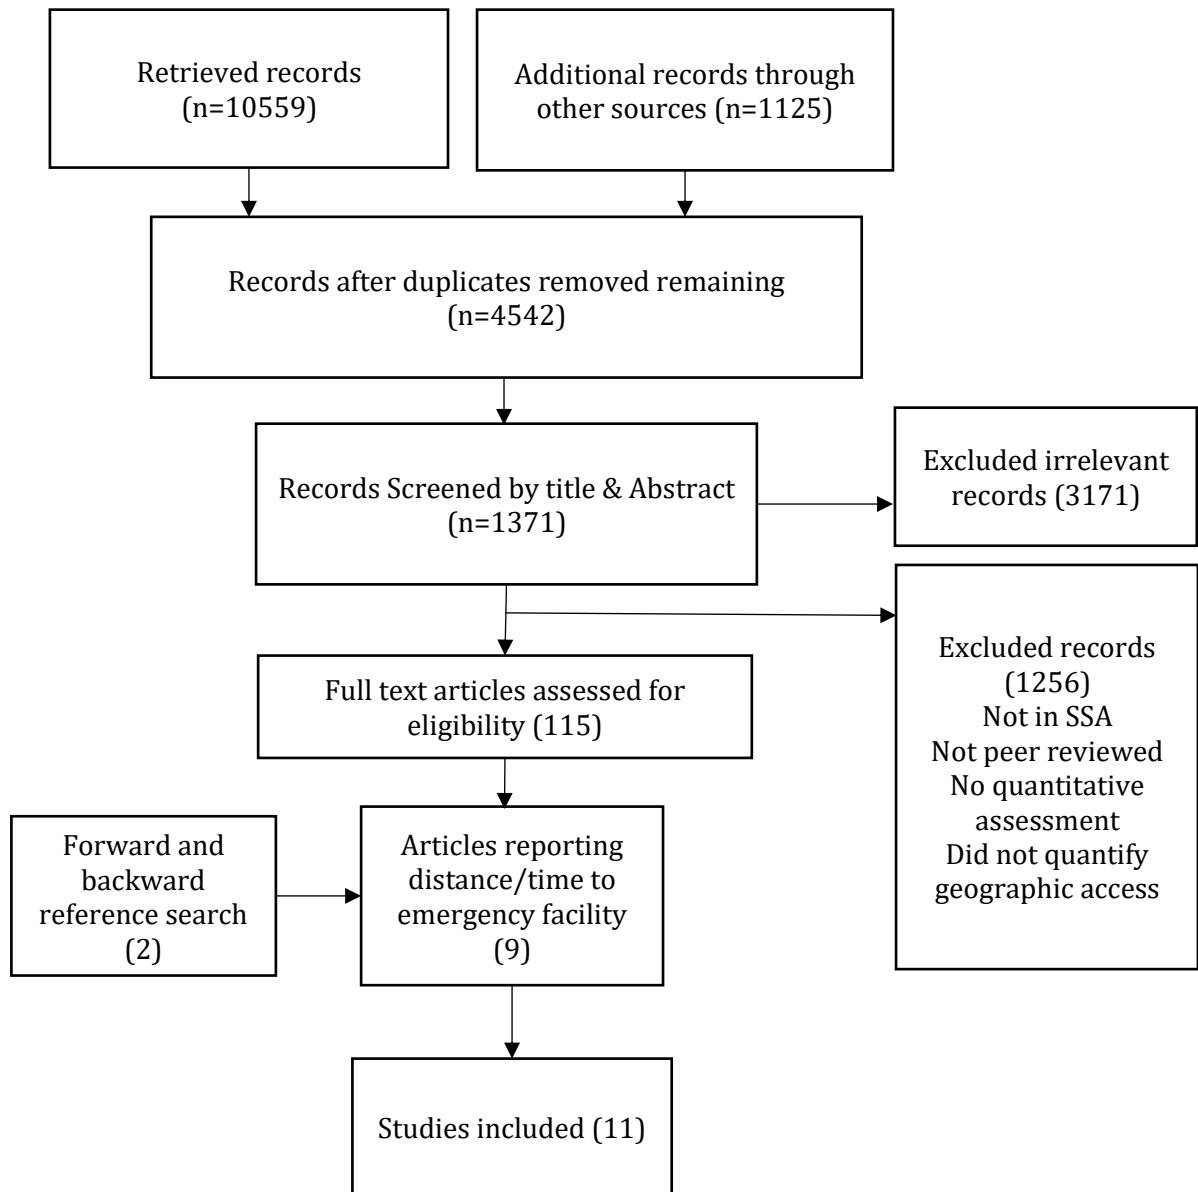 Retrieved records
(n=10559)
Additional records through
other sources (n=1125)
Records after duplicates removed remaining
(n=4542)
Records Screened by title & Abstract
(n=1371)
Excluded irrelevant
records (3171)
Full text articles assessed for
eligibility (115)
Excluded records
(1256)
Not in SSA
Not peer reviewed
No quantitative
assessment
Did not quantify
geographic access
Forward and
backward
reference search
(2)
Articles reporting
distance/time to
emergency facility
(9)
Studies included (11)